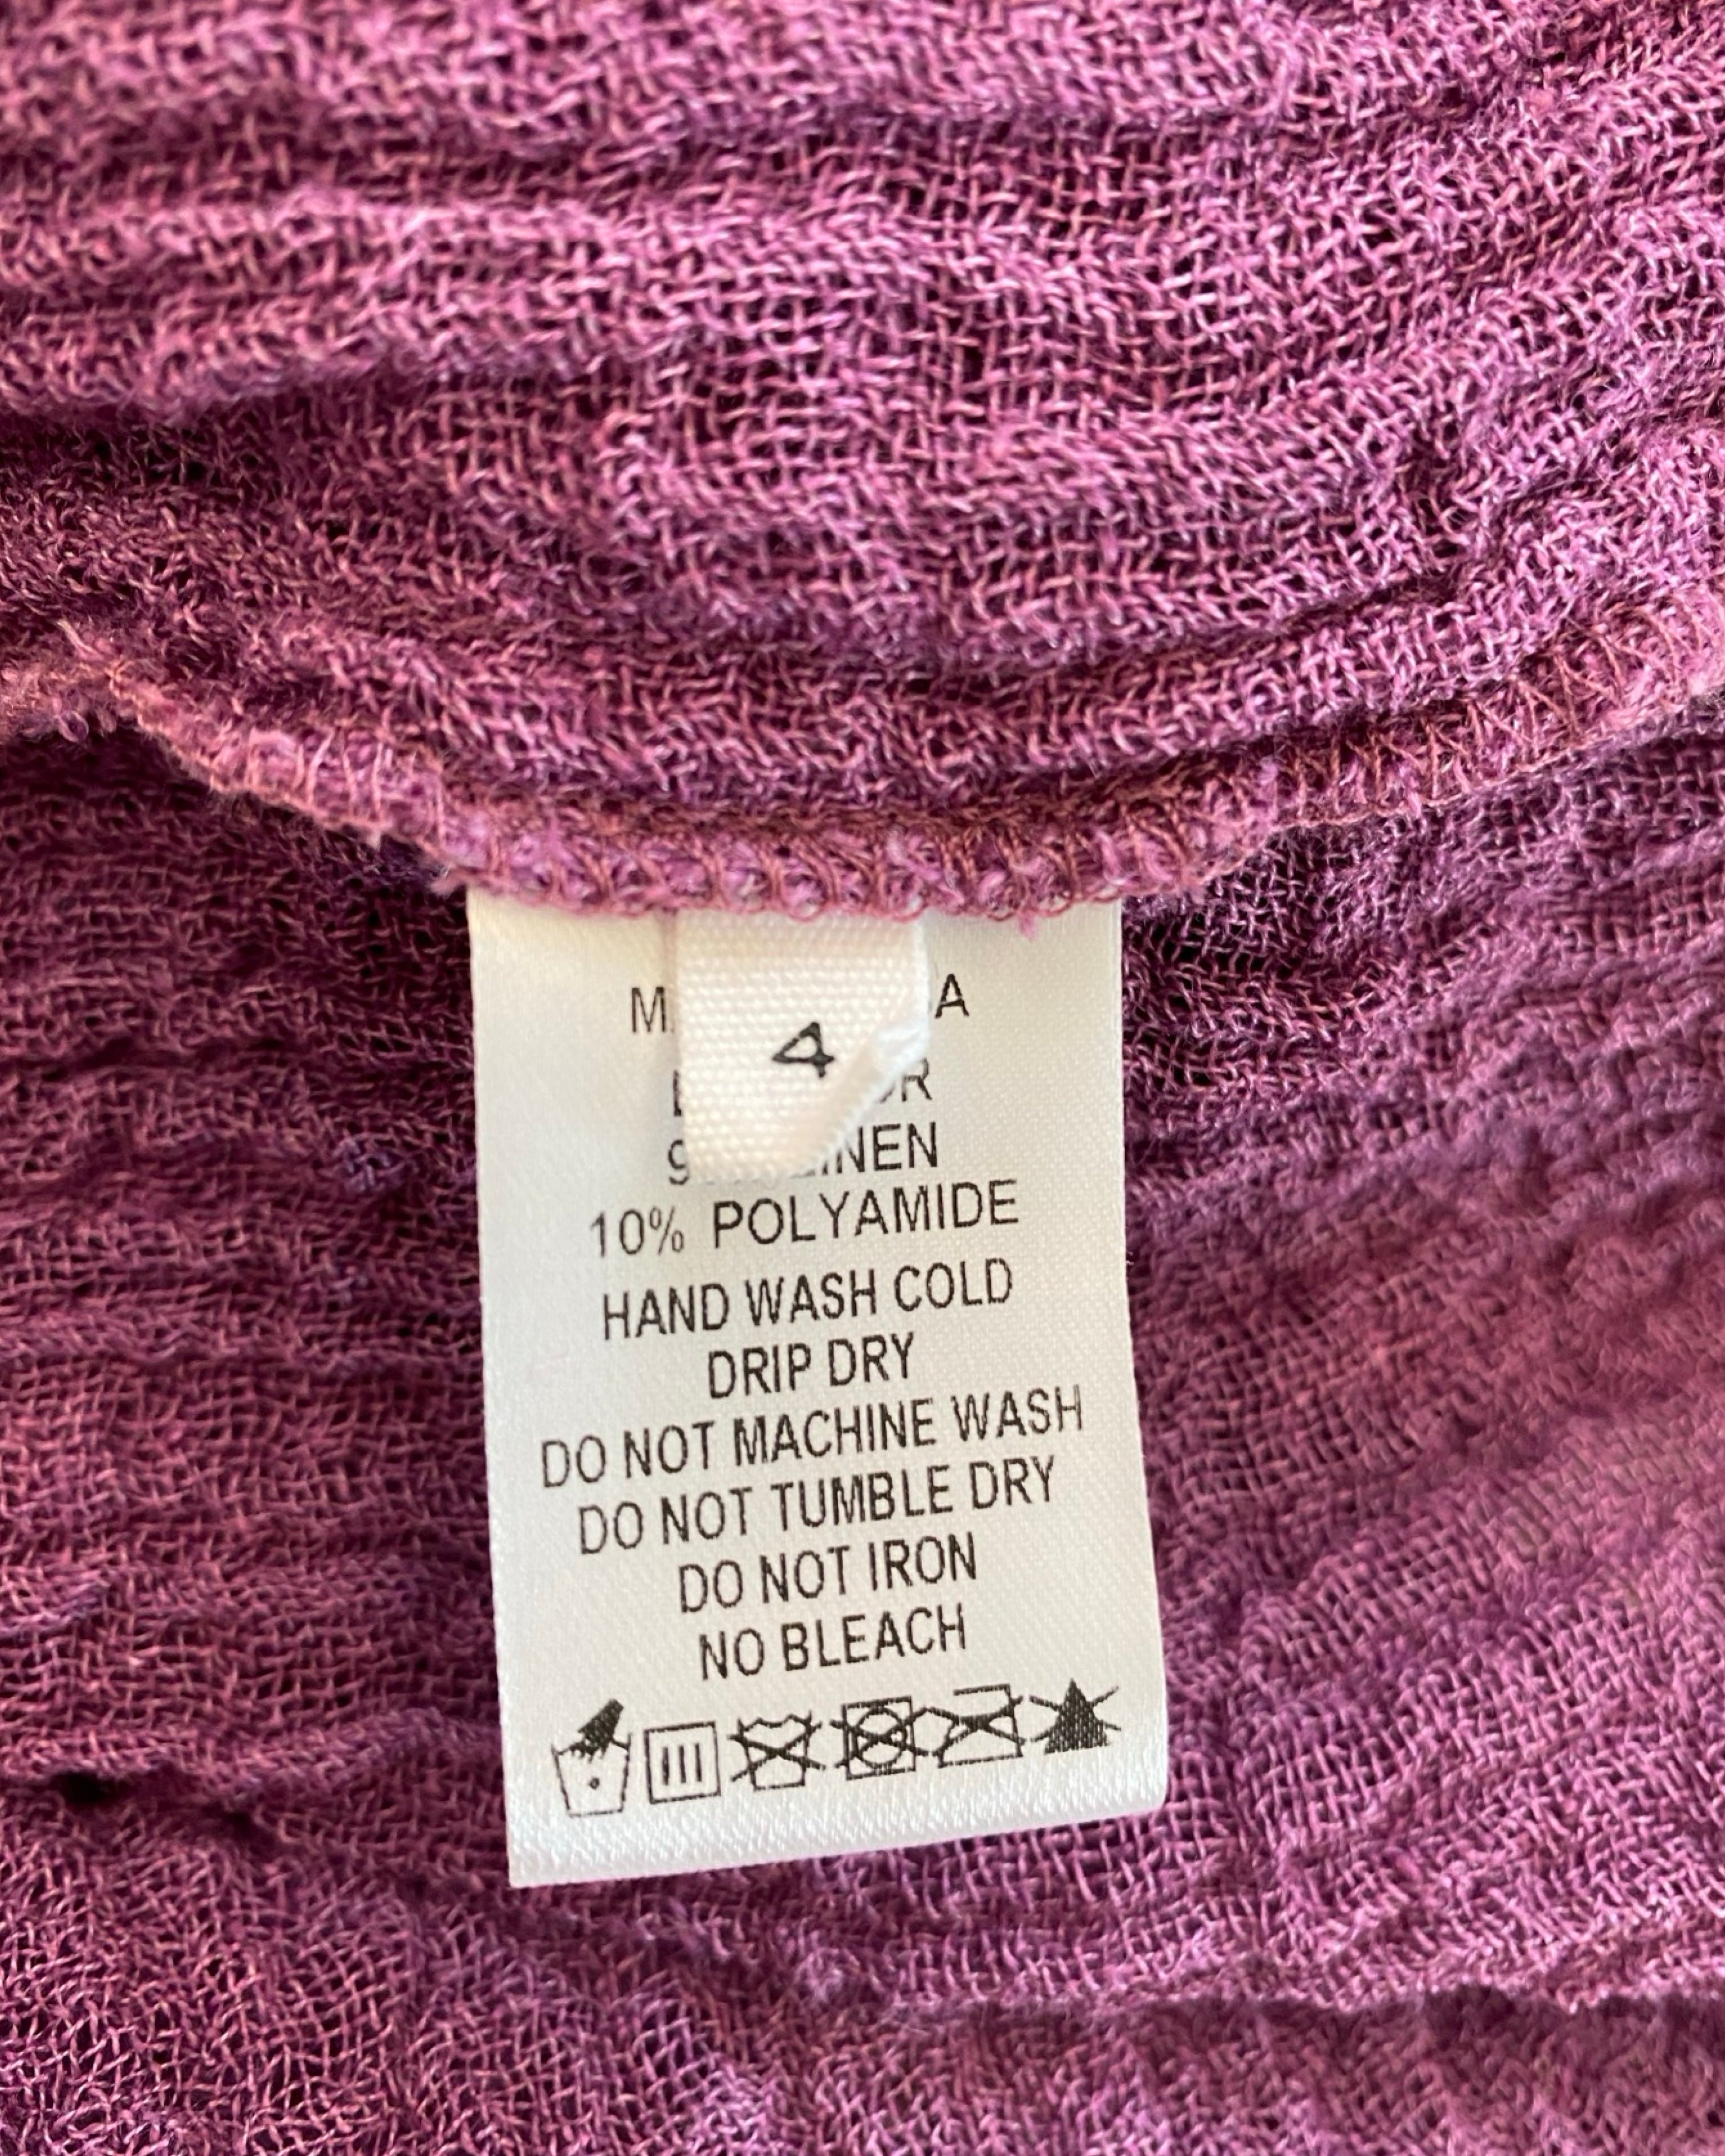 4
10% POLYAMIDE
HAND WASH COLD
DRIP DRY
DO NOT MACHINE WASH
DO NOT TUMBLE DRY
DO NOT IRON
NO BLEACH